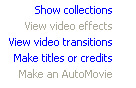 Show collections
View video effects
View video transitions
Make titles or credits
Make an AutoMovie